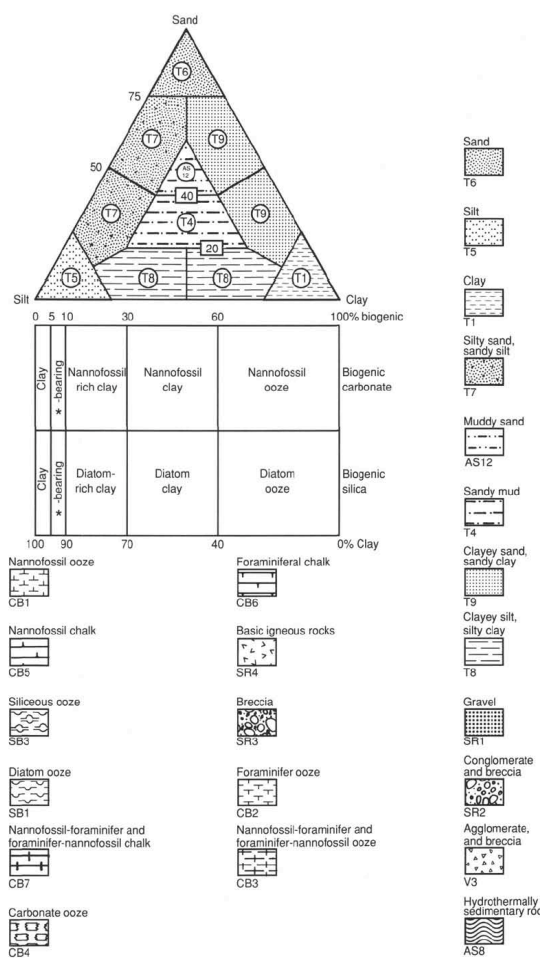 Sand
T6
75
T7
T9
50
AS
12
40
T7
T4
T9
20
T5
T8
T8
T1
Silt
Clay
0 5 10 30 60 100% biogenic
Clay
*-bearing
Nannofossil
rich clay
Nannofossil
clay
Nannofossil
ooze
Biogenic
carbonate
Clay
*-bearing
Diatom-
rich clay
Diatom
clay
Diatom
ooze
Biogenic
silica
100 90 70 40 0% Clay
Nannofossil ooze
CB1
Nannofossil chalk
CB5
Siliceous ooze
SB3
Diatom ooze
SB1
Nannofossil-foraminifer and
foraminifer-nannofossil chalk
CB7
Carbonate ooze
CB4
Foraminiferal chalk
CB6
Basic igneous rocks
SR4
Breccia
SR3
Foraminifer ooze
CB2
Nannofossil-foraminifer and
foraminifer-nannofossil ooze
CB3
Sand
T6
Silt
T5
Clay
T1
Silty sand,
sandy silt
T7
Muddy sand
AS12
Sandy mud
T4
Clayey sand,
sandy clay
T9
Clayey silt,
silty clay
T8
Gravel
SR1
Conglomerate
and breccia
SR2
Agglomerate,
and breccia
V3
Hydrothermally
sedimentary roc
AS8